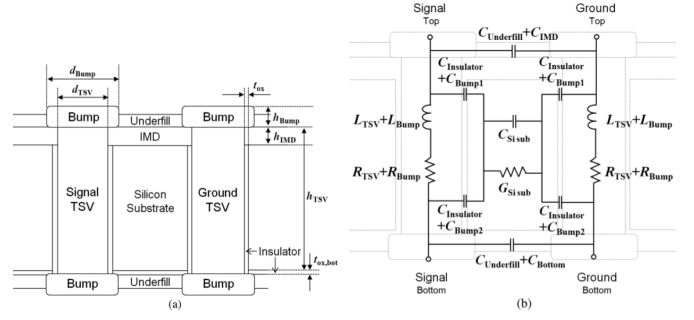 d_Bump
d_TSV
t_ox
Bump
Underfill
Bump
h_Bump
IMD
h_IMD
Signal
TSV
Silicon
Substrate
Ground
TSV
h_TSV
Insulator
t_ox,bot
Bump
Underfill
Bump
(a)
Signal
Top
Ground
Top
C_Underfill+C_IMD
C_Insulator
+C_Bump1
C_Insulator
+C_Bump1
L_TSV+L_Bump
C_Si sub
L_TSV+L_Bump
R_TSV+R_Bump
G_Si sub
R_TSV+R_Bump
C_Insulator
+C_Bump2
C_Insulator
+C_Bump2
C_Underfill+C_Bottom
Signal
Bottom
Ground
Bottom
(b)